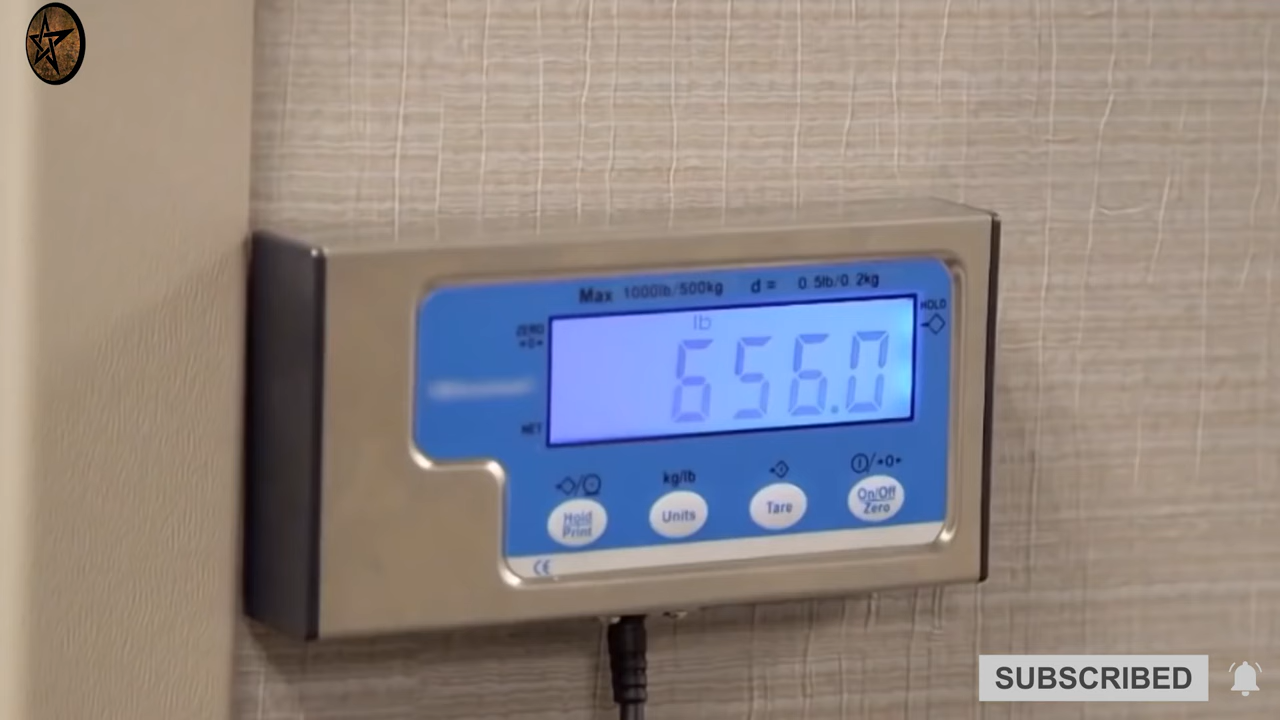 Max 1000lb/500kg d = 0.5lb/0.2kg
HOLD
ZERO
→0←
lb
656.0
NET
kg/lb
→0←
Hold
Print
Units
Tare
On/Off
Zero
CE
SUBSCRIBED